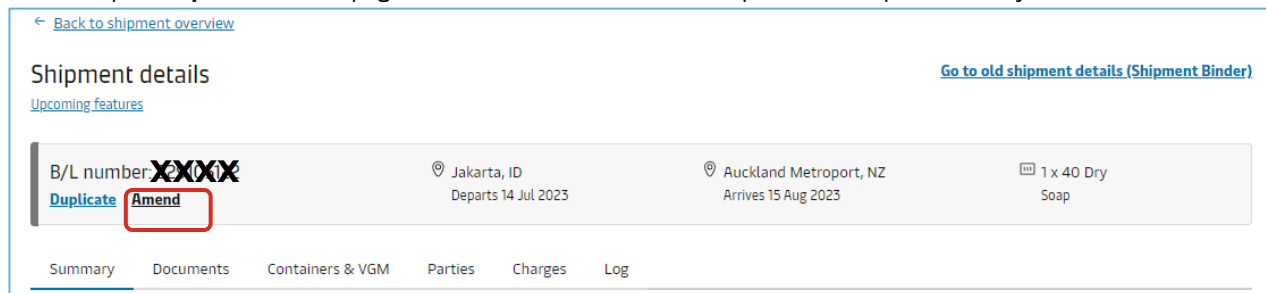 ← Back to shipment overview
Shipment details
Go to old shipment details (Shipment Binder)
Upcoming features
B/L number: XXXX
Jakarta, ID
Auckland Metroport, NZ
1 x 40 Dry
Duplicate Amend
Departs 14 Jul 2023
Arrives 15 Aug 2023
Soap
Summary Documents Containers & VGM Parties Charges Log